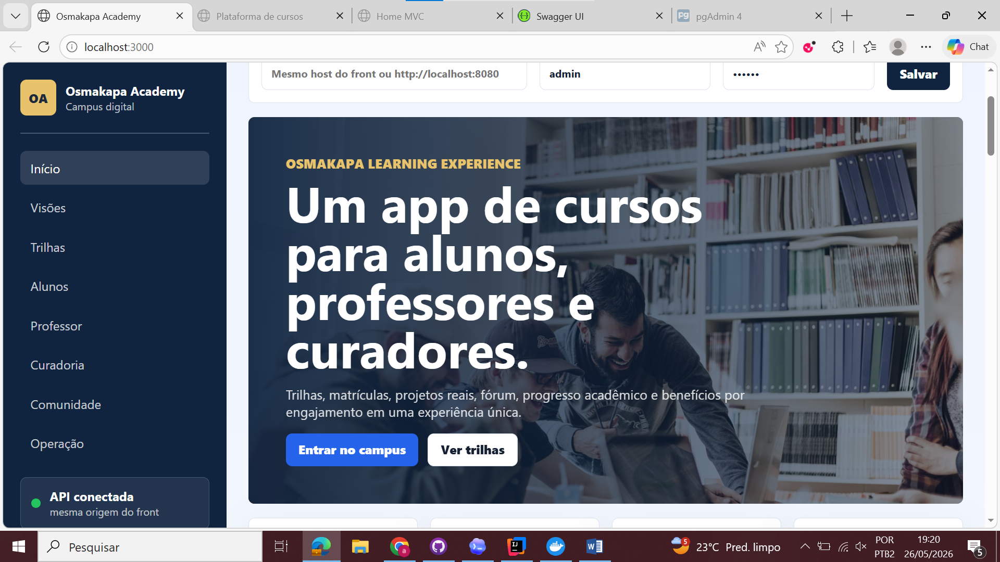 Osmakapa Academy
Plataforma de cursos
Home MVC
Swagger UI
pgAdmin 4
localhost:3000
Chat
OA
Osmakapa Academy
Campus digital
Início
Visões
Trilhas
Alunos
Professor
Curadoria
Comunidade
Operação
API conectada
mesma origem do front
Mesmo host do front ou http://localhost:8080
admin
••••••
Salvar
OSMAKAPA LEARNING EXPERIENCE
Um app de cursos
para alunos,
professores e
curadores.
Trilhas, matrículas, projetos reais, fórum, progresso acadêmico e benefícios por
engajamento em uma experiência única.
Entrar no campus
Ver trilhas
Pesquisar
5
23°C Pred. limpo
POR
PTB2
19:20
26/05/2026
5